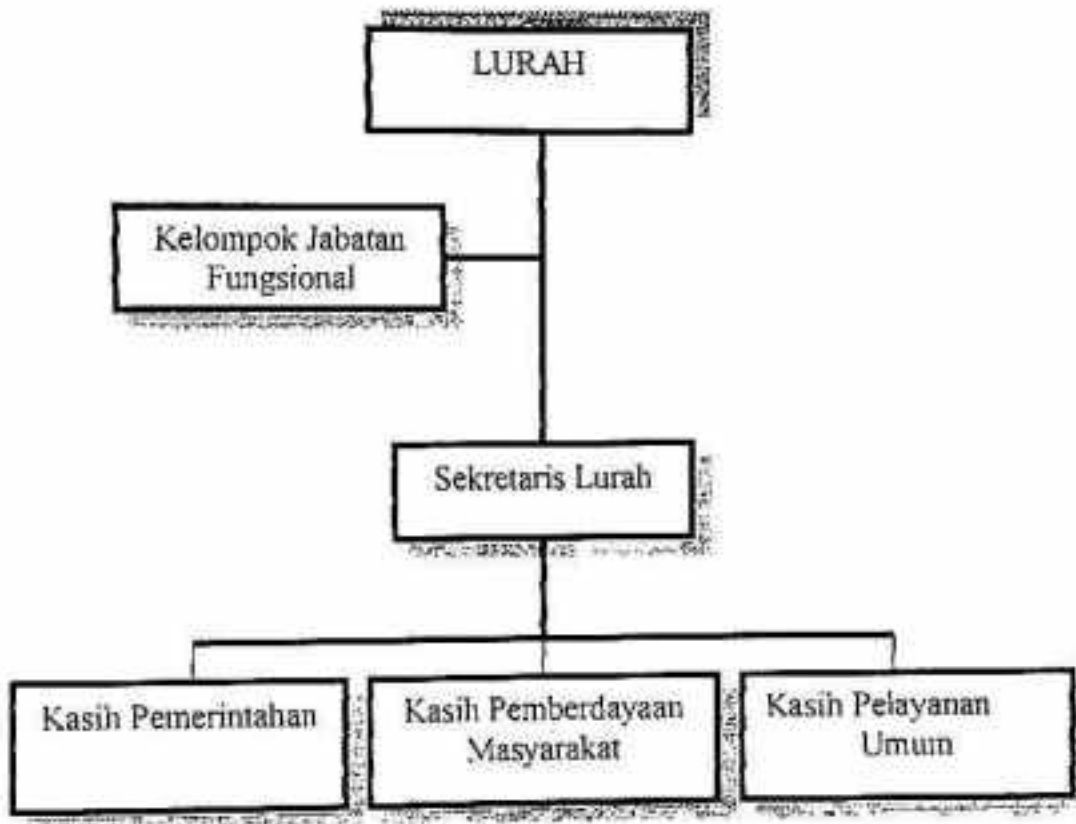 LURAH
Kelompok Jabatan
Fungsional
Sekretaris Lurah
Kasih Pemerintahan
Kasih Pemberdayaan
Masyarakat
Kasih Pelayanan
Umum